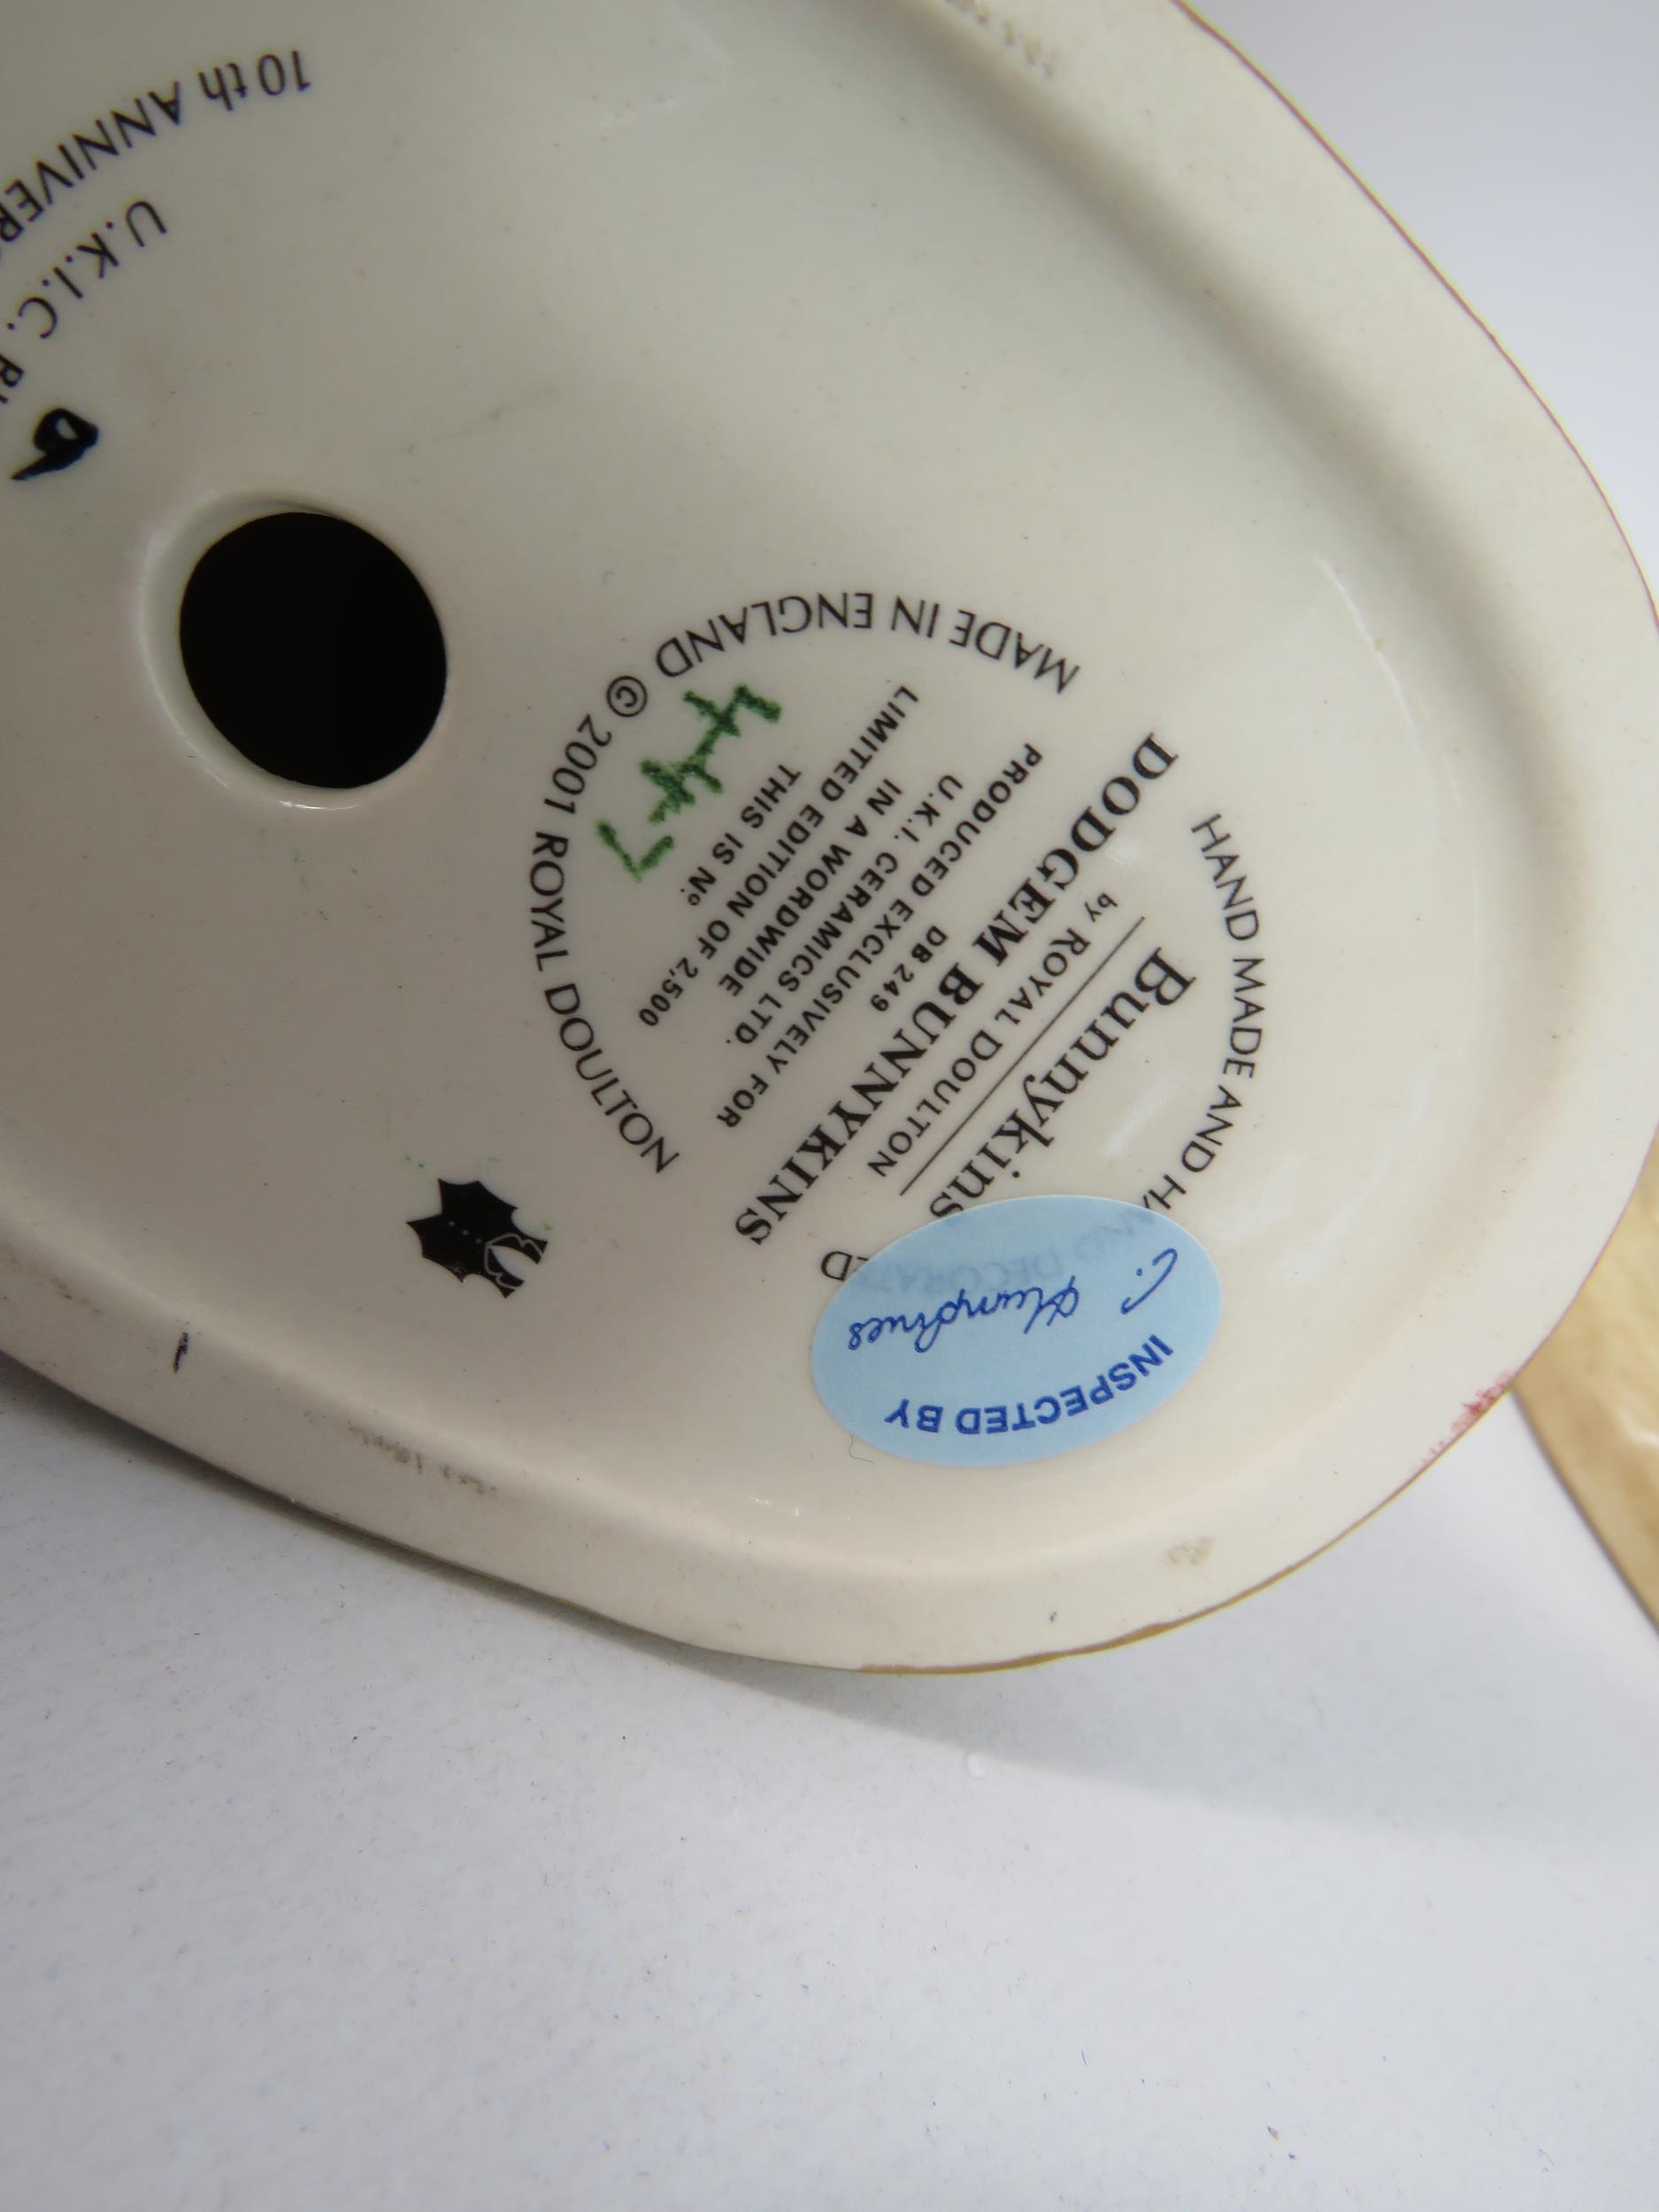 HAND MADE AND HAND DECORATED
Bunnykins
by ROYAL DOULTON
DODGEM BUNNYKINS
DB 249
PRODUCED EXCLUSIVELY FOR
U.K.I. CERAMICS LTD.
IN A WORDWIDE
LIMITED EDITION OF 2,500
THIS IS Nº.
447
MADE IN ENGLAND © 2001 ROYAL DOULTON
INSPECTED BY
C. Humphries
10th ANNIVERS
U.K.I.C.